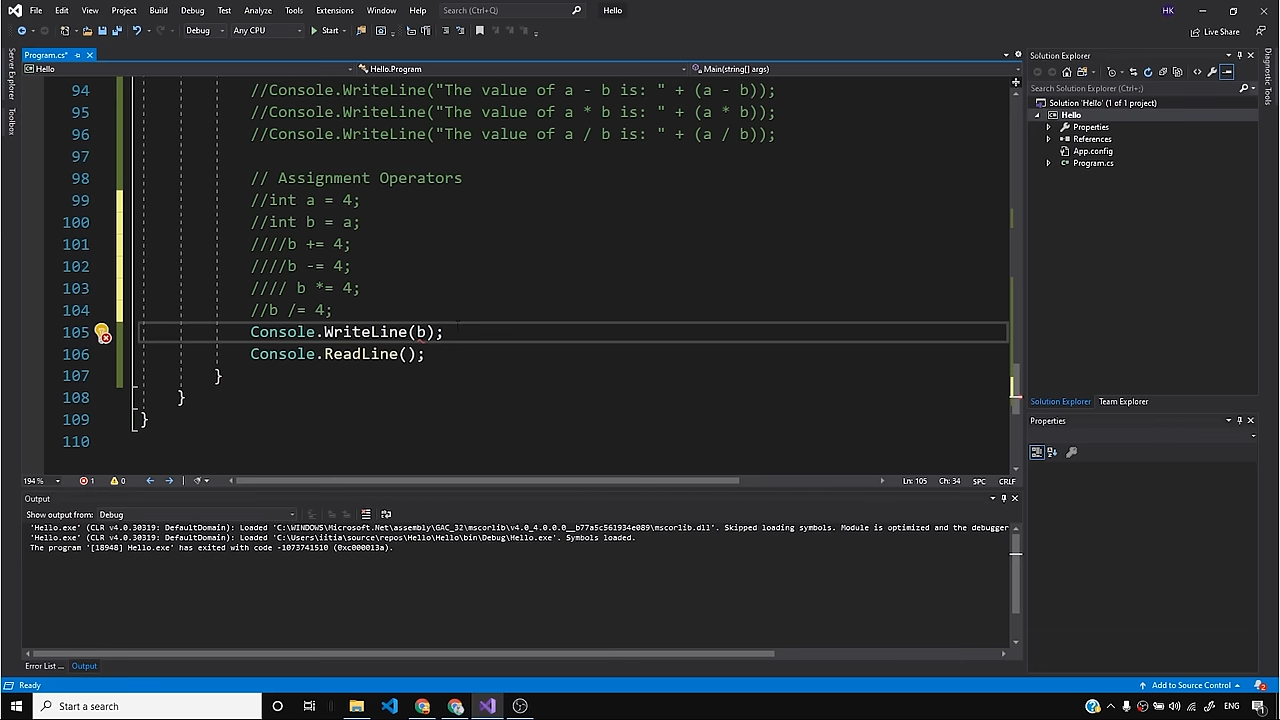 File Edit View Project Build Debug Test Analyze Tools Extensions Window Help Search (Ctrl+Q) Hello HK
Debug Any CPU Start Live Share
Program.cs*
Hello Hello.Program Main(string[] args)
94 //Console.WriteLine("The value of a - b is: " + (a - b));
95 //Console.WriteLine("The value of a * b is: " + (a * b));
96 //Console.WriteLine("The value of a / b is: " + (a / b));
97
98 // Assignment Operators
99 //int a = 4;
100 //int b = a;
101 ////b += 4;
102 ////b -= 4;
103 //// b *= 4;
104 //b /= 4;
105 Console.WriteLine(b);
106 Console.ReadLine();
107 }
108 }
109 }
110
194 % 1 0 Ln: 105 Ch: 34 SPC CRLF
Output
Show output from: Debug
'Hello.exe' (CLR v4.0.30319: DefaultDomain): Loaded 'C:\WINDOWS\Microsoft.Net\assembly\GAC_32\mscorlib\v4.0_4.0.0.0__b77a5c561934e089\mscorlib.dll'. Skipped loading symbols. Module is optimized and the debugger
'Hello.exe' (CLR v4.0.30319: DefaultDomain): Loaded 'C:\Users\iitia\source\repos\Hello\Hello\bin\Debug\Hello.exe'. Symbols loaded.
The program '[18948] Hello.exe' has exited with code -1073741510 (0xc000013a).
Error List ... Output
Server Explorer
Toolbox
Solution Explorer
Search Solution Explorer (Ctrl+;)
Solution 'Hello' (1 of 1 project)
Hello
Properties
References
App.config
Program.cs
Solution Explorer Team Explorer
Properties
Diagnostic Tools
Ready Add to Source Control 2
Start a search ENG